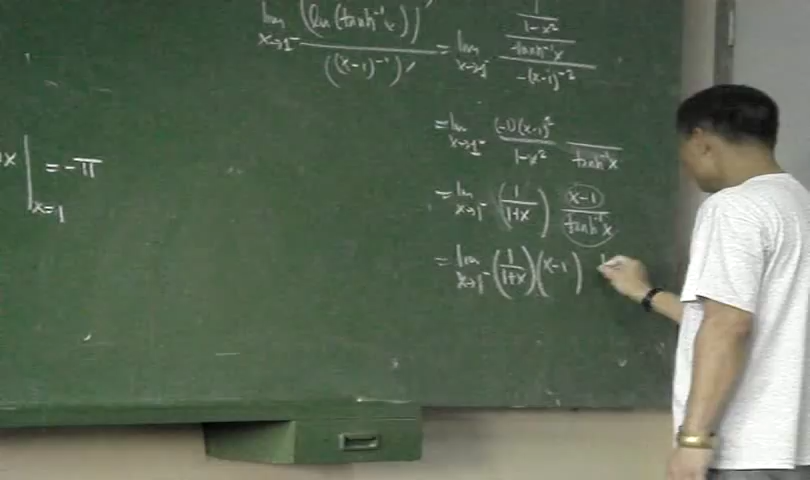 lim x→1⁻ (ln(tanh⁻¹x))' / ((x-1)⁻¹)' = lim x→1⁻ ((1/(1-x²))/(tanh⁻¹x)) / (-(x-1)⁻²)
= lim x→1⁻ (-1)(x-1)² / (1-x²) · / tanh⁻¹x
x | x=1 = -π
= lim x→1⁻ (1/(1+x)) (x-1)/(tanh⁻¹x)
= lim x→1⁻ (1/(1+x)) (x-1)